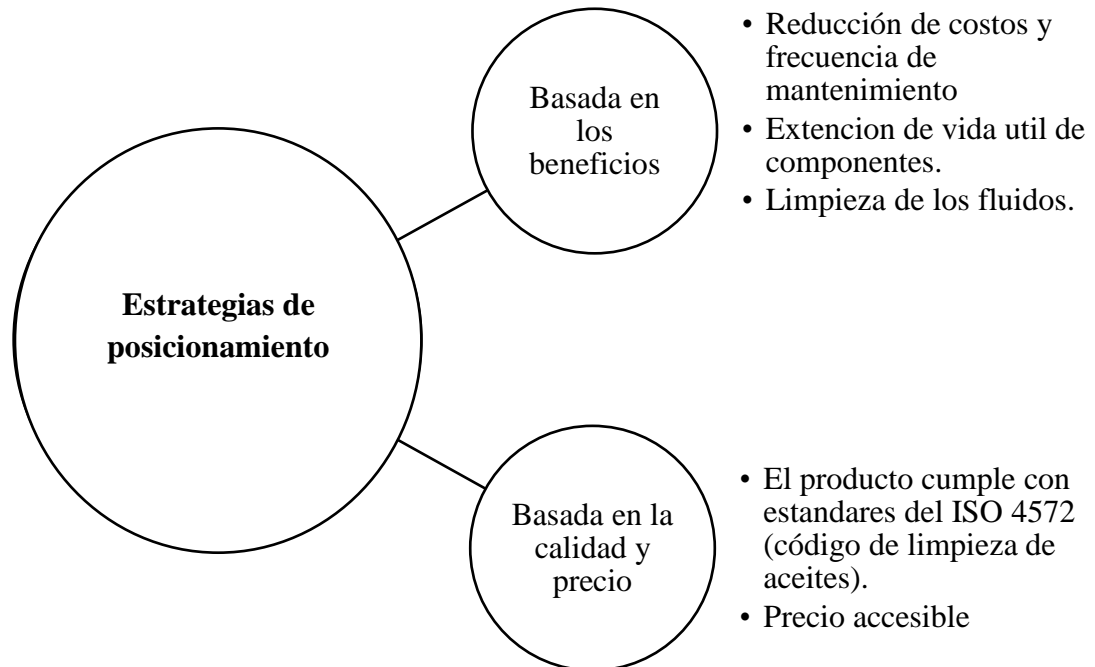 Estrategias de
posicionamiento
Basada en
los
beneficios
• Reducción de costos y
frecuencia de
mantenimiento
• Extencion de vida util de
componentes.
• Limpieza de los fluidos.
Basada en la
calidad y
precio
• El producto cumple con
estandares del ISO 4572
(código de limpieza de
aceites).
• Precio accesible